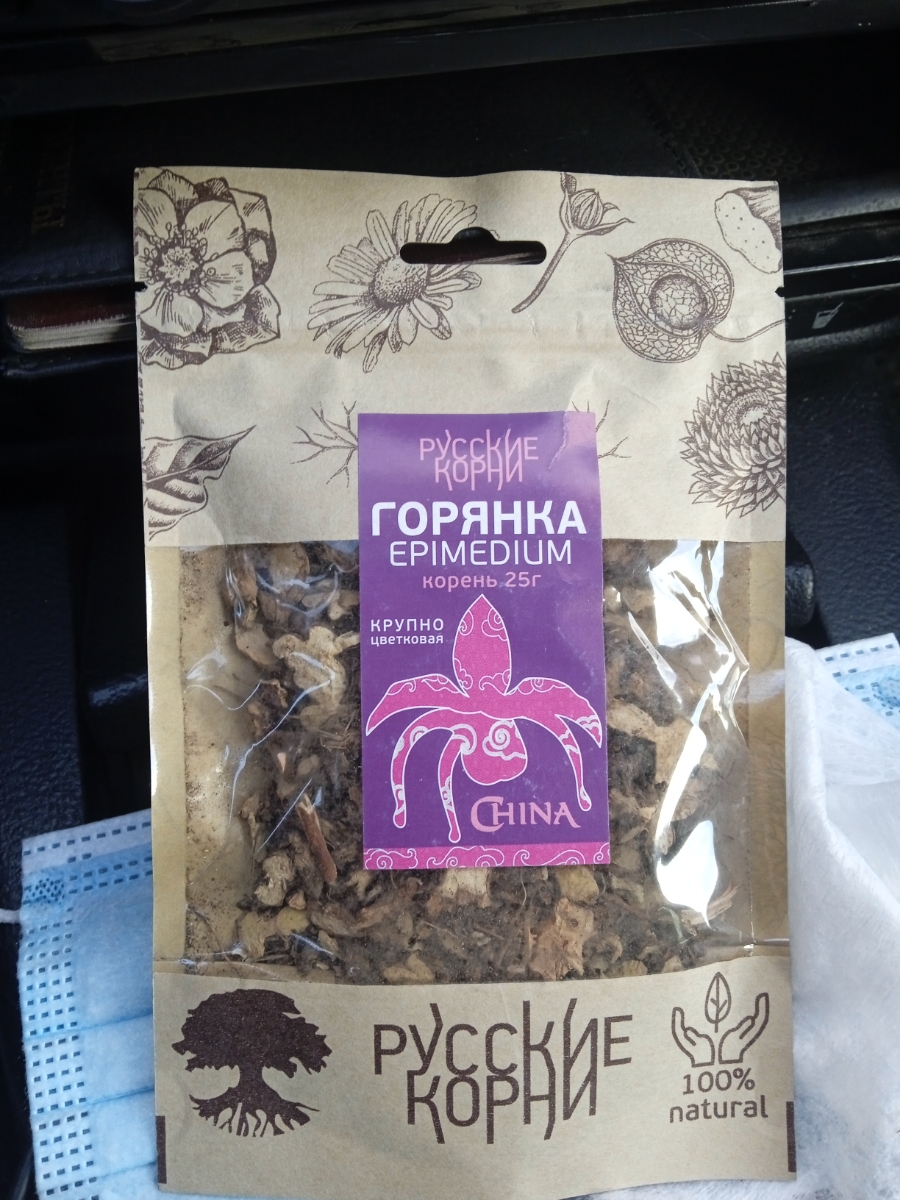 РУССКИЕ
КОРНИ
ГОРЯНКА
EPIMEDIUM
корень 25г
КРУПНО
цветковая
CHINA
РУССКИЕ
КОРНИ
100%
natural